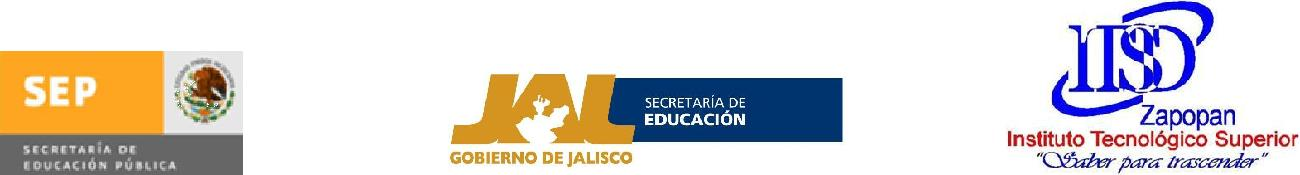 SEP
SECRETARÍA DE
EDUCACIÓN PÚBLICA
JAL
GOBIERNO DE JALISCO
SECRETARÍA DE
EDUCACIÓN
Zapopan
Instituto Tecnológico Superior
"Saber para trascender"